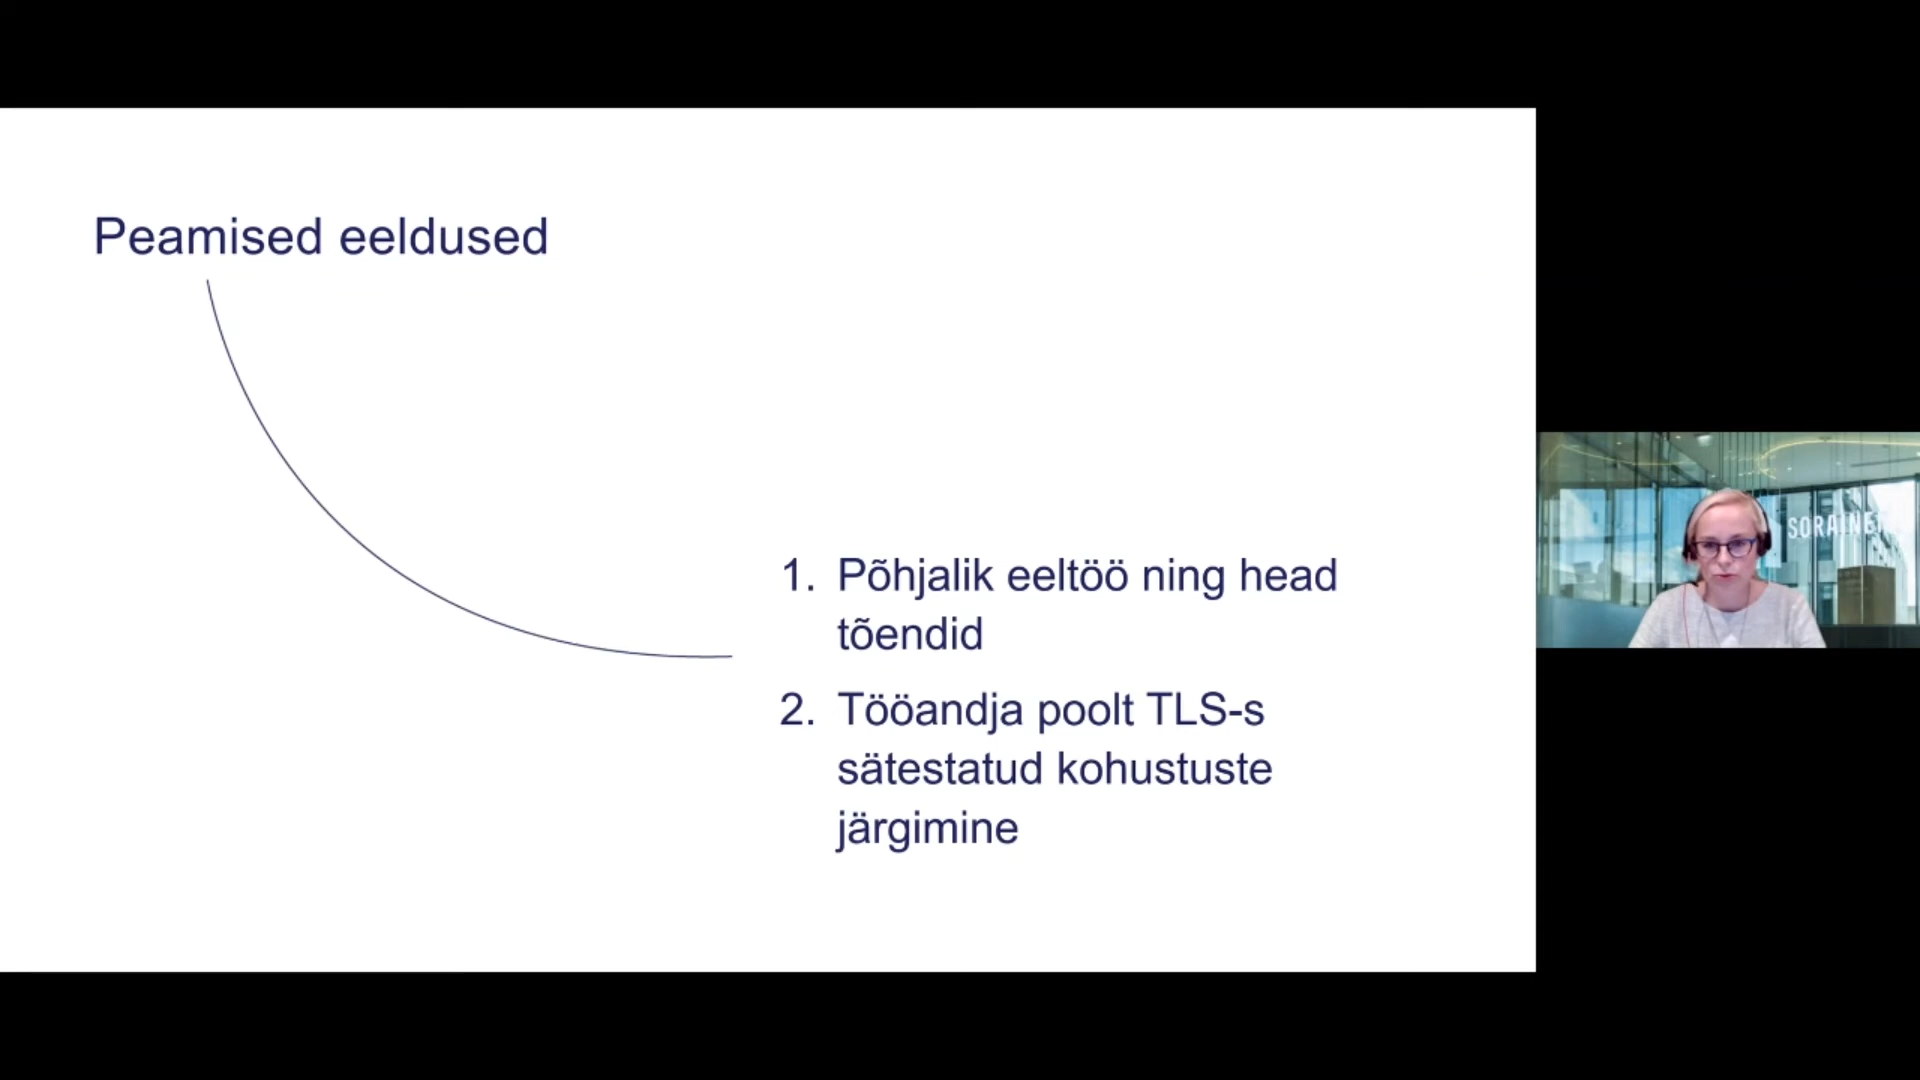 Peamised eeldused
1. Põhjalik eeltöö ning head
tõendid
2. Tööandja poolt TLS-s
sätestatud kohustuste
järgimine
SORAINEN